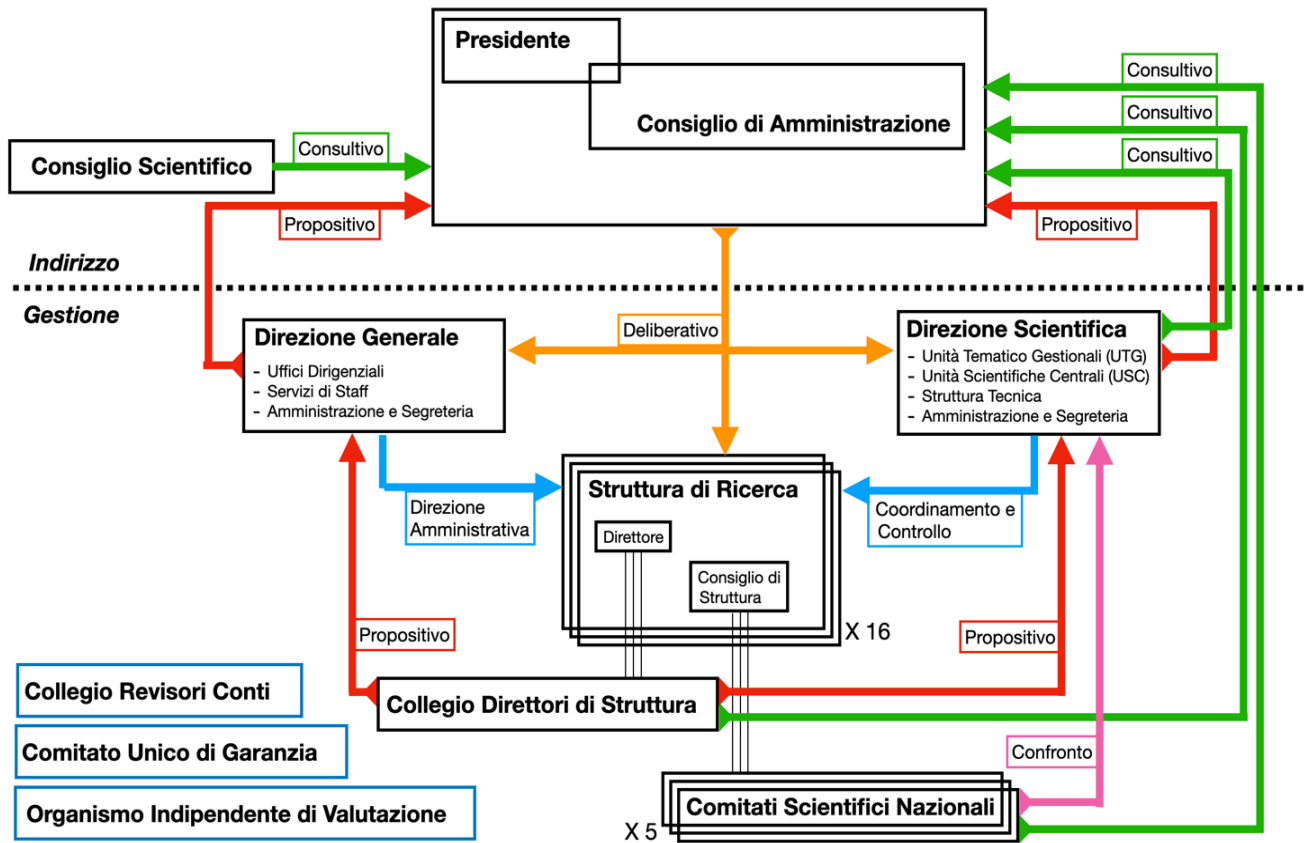 Presidente
Consiglio di Amministrazione
Consultivo
Consultivo
Consultivo
Consiglio Scientifico
Consultivo
Propositivo
Propositivo
Indirizzo
Gestione
Direzione Generale
- Uffici Dirigenziali
- Servizi di Staff
- Amministrazione e Segreteria
Deliberativo
Direzione Scientifica
- Unità Tematico Gestionali (UTG)
- Unità Scientifiche Centrali (USC)
- Struttura Tecnica
- Amministrazione e Segreteria
Direzione
Amministrativa
Struttura di Ricerca
Direttore
Consiglio di
Struttura
X 16
Coordinamento e
Controllo
Propositivo
Propositivo
Collegio Direttori di Struttura
Collegio Revisori Conti
Comitato Unico di Garanzia
Organismo Indipendente di Valutazione
Confronto
Comitati Scientifici Nazionali
X 5